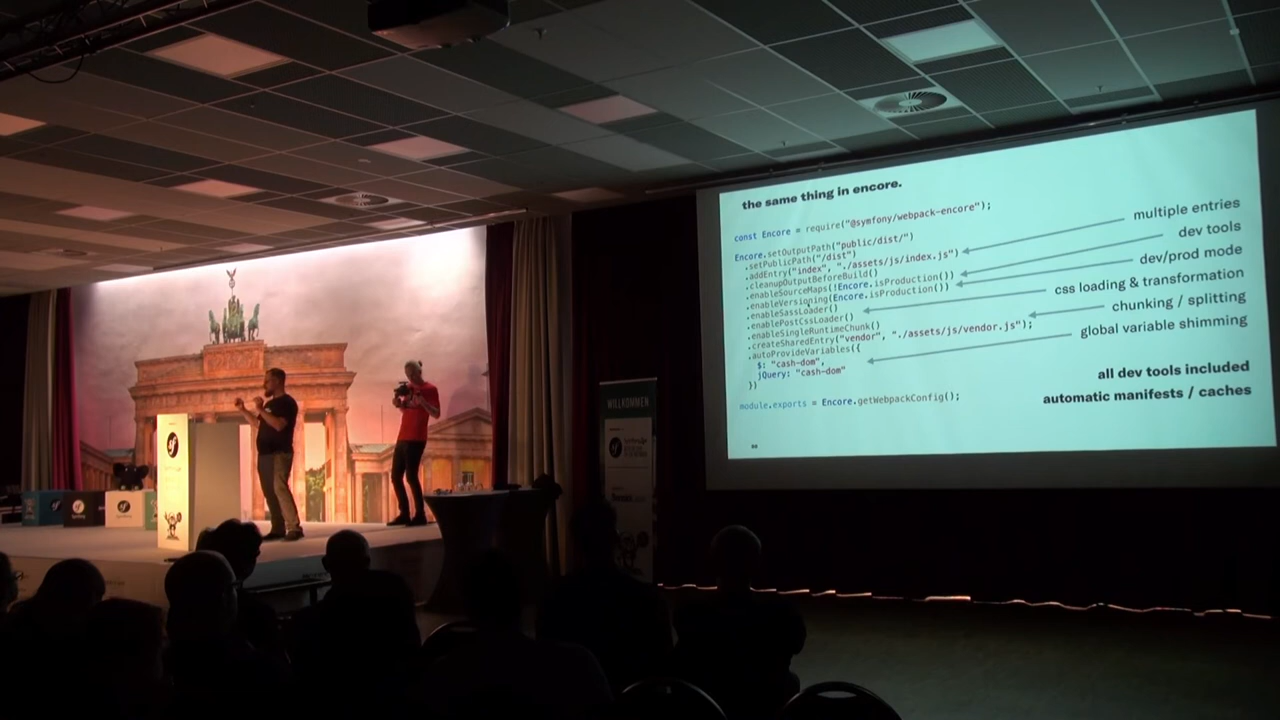 the same thing in encore.
const Encore = require("@symfony/webpack-encore");
Encore.setOutputPath("public/dist/")
.setPublicPath("/dist")
.addEntry("index", "./assets/js/index.js")
.cleanupOutputBeforeBuild()
.enableSourceMaps(!Encore.isProduction())
.enableVersioning(Encore.isProduction())
.enableSassLoader()
.enablePostCssLoader()
.enableSingleRuntimeChunk()
.createSharedEntry("vendor", "./assets/js/vendor.js");
.autoProvideVariables({
$: "cash-dom",
jQuery: "cash-dom"
})
module.exports = Encore.getWebpackConfig();
multiple entries
dev tools
dev/prod mode
css loading & transformation
chunking / splitting
global variable shimming
all dev tools included
automatic manifests / caches
WILLKOMMEN
sf